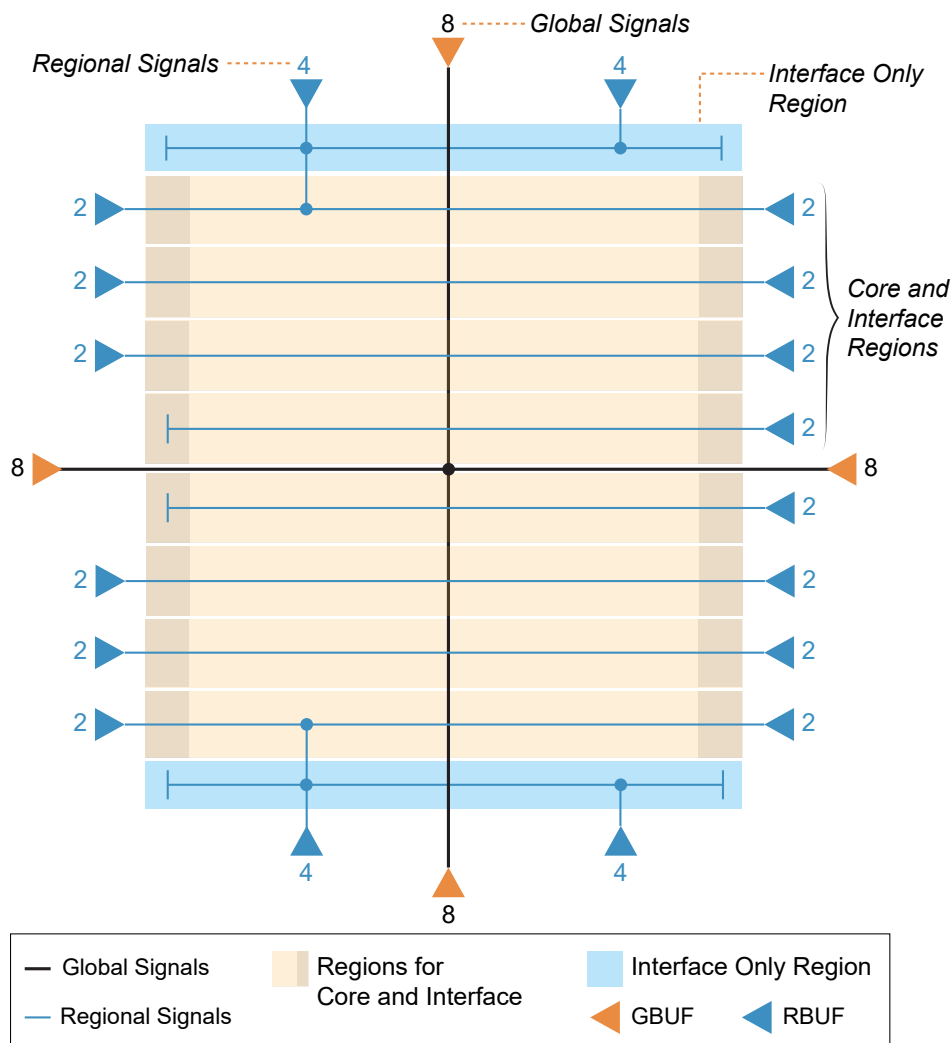 8
Global Signals
Regional Signals
4
4
Interface Only
Region
2
2
2
2
2
2
Core and
Interface
Regions
2
8
8
2
2
2
2
2
2
2
4
4
8
Global Signals
Regional Signals
Regions for
Core and Interface
Interface Only Region
GBUF
RBUF